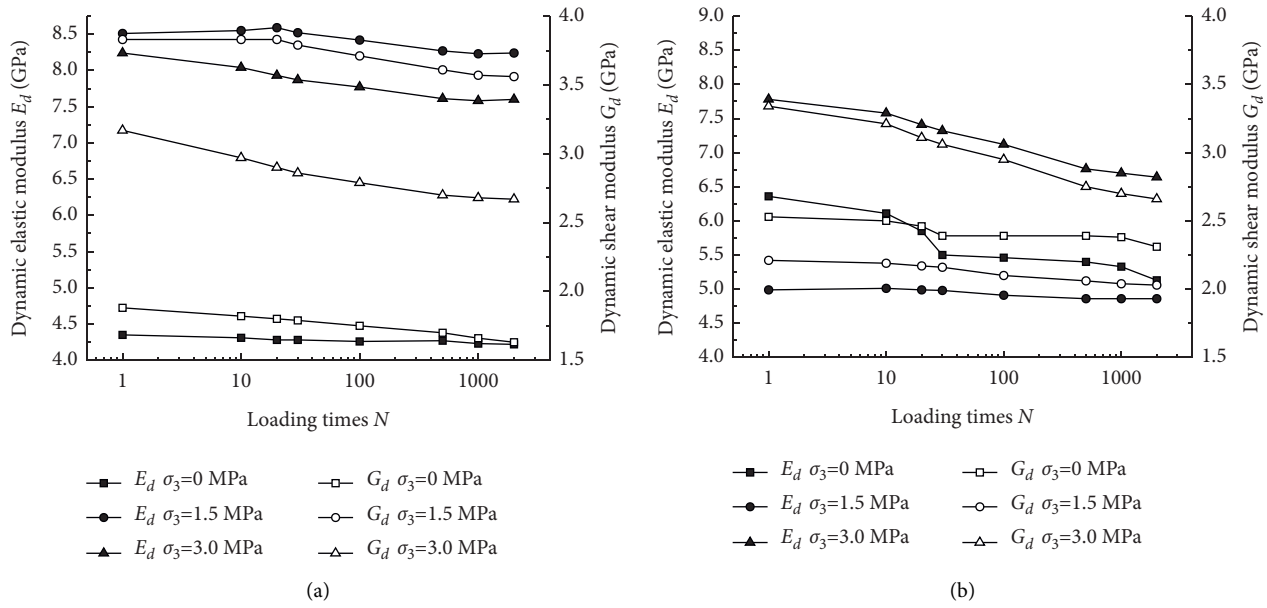 Dynamic elastic modulus E_d (GPa)
8.5
8.0
7.5
7.0
6.5
6.0
5.5
5.0
4.5
4.0
1
10
100
1000
Loading times N
4.0
3.5
3.0
2.5
2.0
1.5
Dynamic shear modulus G_d (GPa)
E_d σ₃=0 MPa
G_d σ₃=0 MPa
E_d σ₃=1.5 MPa
G_d σ₃=1.5 MPa
E_d σ₃=3.0 MPa
G_d σ₃=3.0 MPa
(a)
Dynamic elastic modulus E_d (GPa)
9.0
8.5
8.0
7.5
7.0
6.5
6.0
5.5
5.0
4.5
4.0
1
10
100
1000
Loading times N
4.0
3.5
3.0
2.5
2.0
1.5
Dynamic shear modulus G_d (GPa)
E_d σ₃=0 MPa
G_d σ₃=0 MPa
E_d σ₃=1.5 MPa
G_d σ₃=1.5 MPa
E_d σ₃=3.0 MPa
G_d σ₃=3.0 MPa
(b)